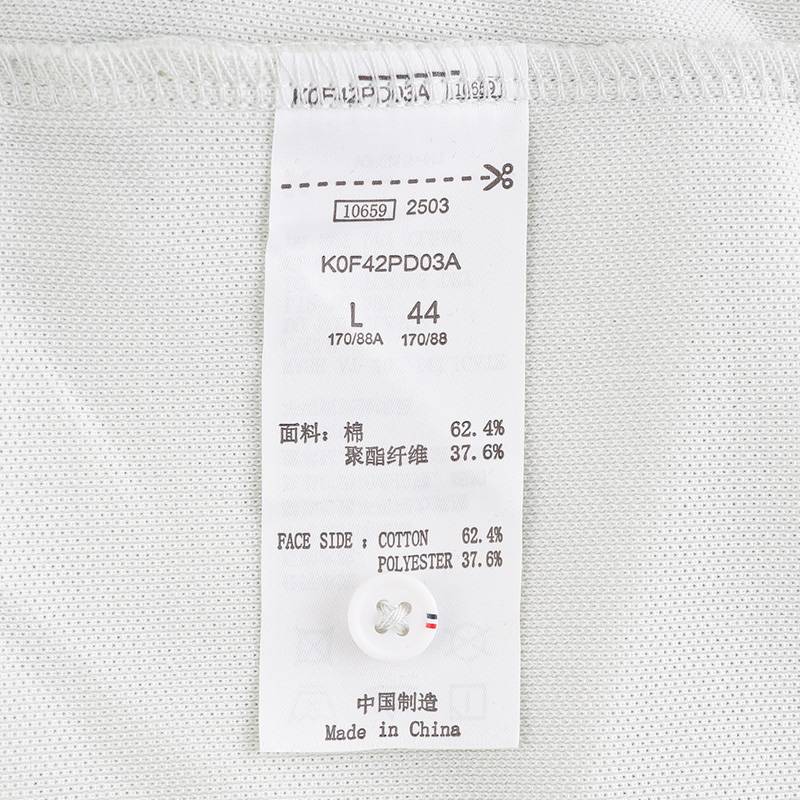 K0F42PD03A 10659
10659 2503
K0F42PD03A
L 44
170/88A 170/88
面料：棉 62.4%
聚酯纤维 37.6%
FACE SIDE : COTTON 62.4%
POLYESTER 37.6%
中国制造
Made in China